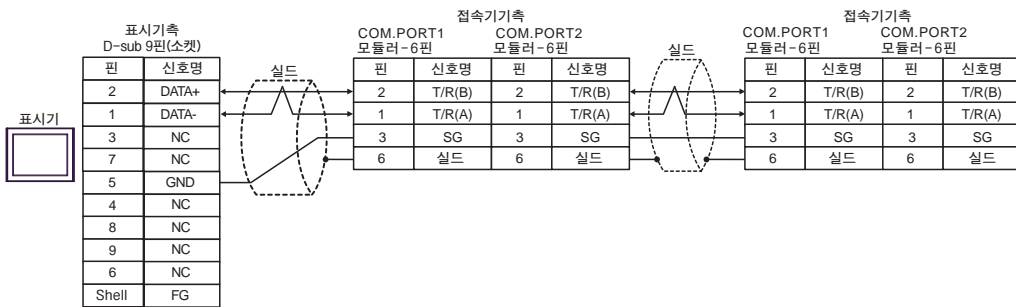 표시기
표시기측
D-sub 9핀(소켓)
핀 신호명
2 DATA+
1 DATA-
3 NC
7 NC
5 GND
4 NC
8 NC
9 NC
6 NC
Shell FG
실드
접속기기측
COM.PORT1 COM.PORT2
모듈러-6핀 모듈러-6핀
핀 신호명 핀 신호명
2 T/R(B) 2 T/R(B)
1 T/R(A) 1 T/R(A)
3 SG 3 SG
6 실드 6 실드
실드
접속기기측
COM.PORT1 COM.PORT2
모듈러-6핀 모듈러-6핀
핀 신호명 핀 신호명
2 T/R(B) 2 T/R(B)
1 T/R(A) 1 T/R(A)
3 SG 3 SG
6 실드 6 실드